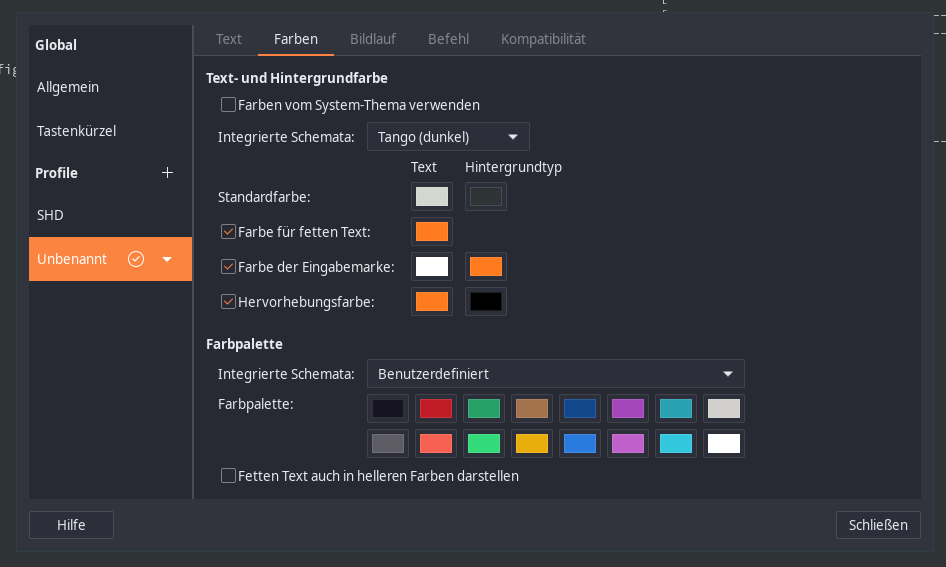 fig
Global
Allgemein
Tastenkürzel
Profile
SHD
Unbenannt
Text Farben Bildlauf Befehl Kompatibilität
Text- und Hintergrundfarbe
Farben vom System-Thema verwenden
Integrierte Schemata: Tango (dunkel)
Text Hintergrundtyp
Standardfarbe:
Farbe für fetten Text:
Farbe der Eingabemarke:
Hervorhebungsfarbe:
Farbpalette
Integrierte Schemata: Benutzerdefiniert
Farbpalette:
Fetten Text auch in helleren Farben darstellen
Hilfe Schließen